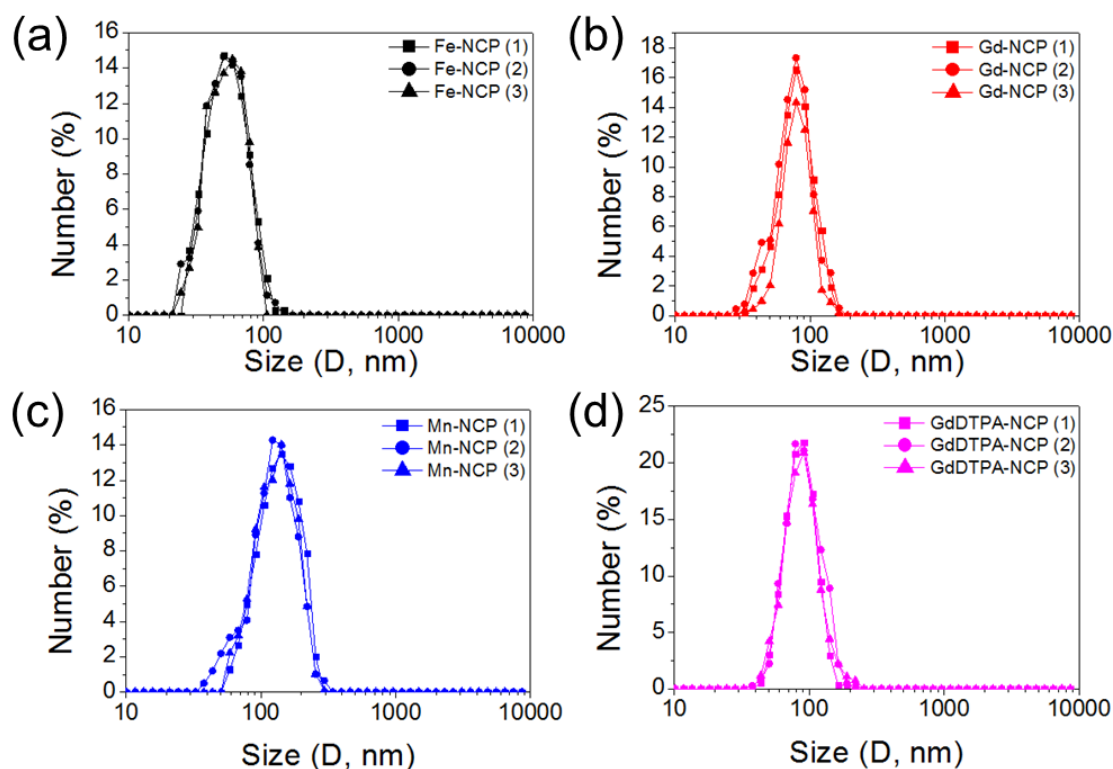 (a)
Number (%)
16
14
12
10
8
6
4
2
0
Fe-NCP (1)
Fe-NCP (2)
Fe-NCP (3)
10 100 1000 10000
Size (D, nm)
(b)
Number (%)
18
16
14
12
10
8
6
4
2
0
Gd-NCP (1)
Gd-NCP (2)
Gd-NCP (3)
10 100 1000 10000
Size (D, nm)
(c)
Number (%)
16
14
12
10
8
6
4
2
0
Mn-NCP (1)
Mn-NCP (2)
Mn-NCP (3)
10 100 1000 10000
Size (D, nm)
(d)
Number (%)
25
20
15
10
5
0
GdDTPA-NCP (1)
GdDTPA-NCP (2)
GdDTPA-NCP (3)
10 100 1000 10000
Size (D, nm)